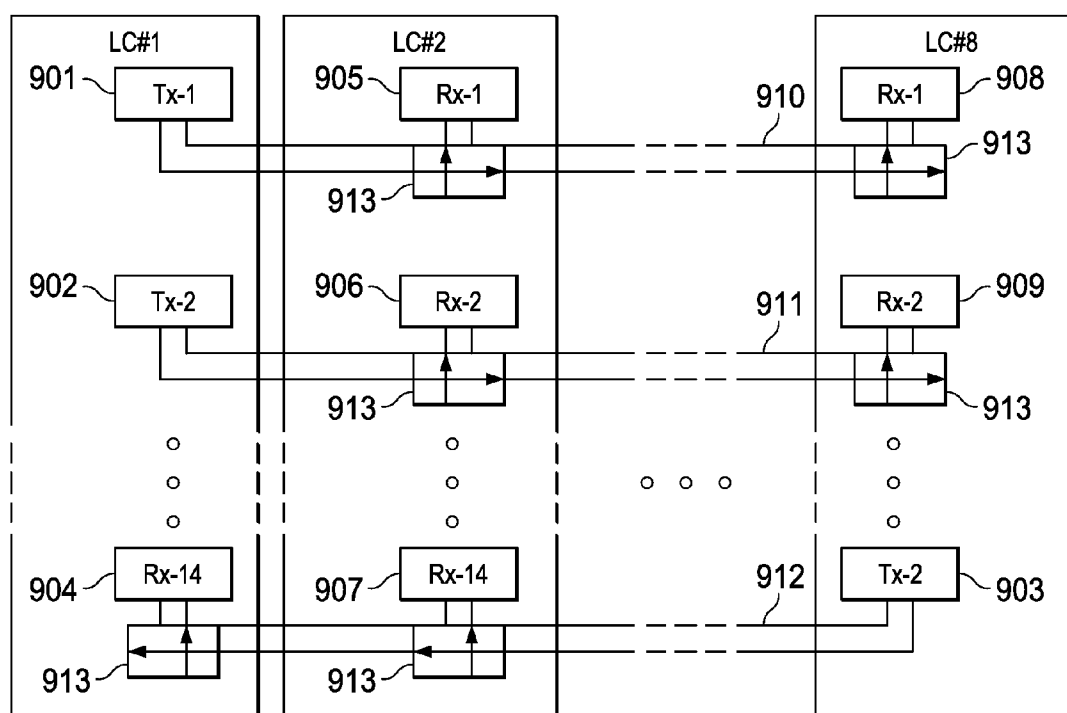 LC#1 LC#2 LC#8
901 Tx-1 905 Rx-1 910 Rx-1 908
913 913 913
902 Tx-2 906 Rx-2 911 Rx-2 909
913 913
904 Rx-14 907 Rx-14 912 Tx-2 903
913 913